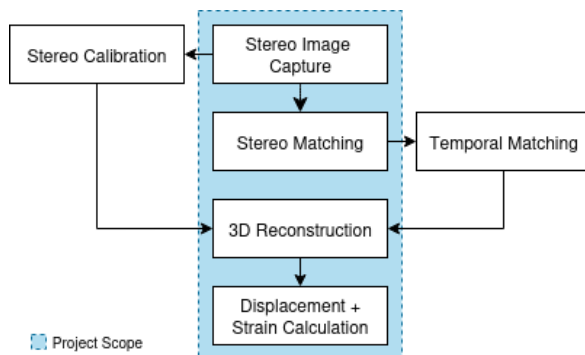 Stereo Calibration
Stereo Image
Capture
Stereo Matching
Temporal Matching
3D Reconstruction
Displacement +
Strain Calculation
Project Scope